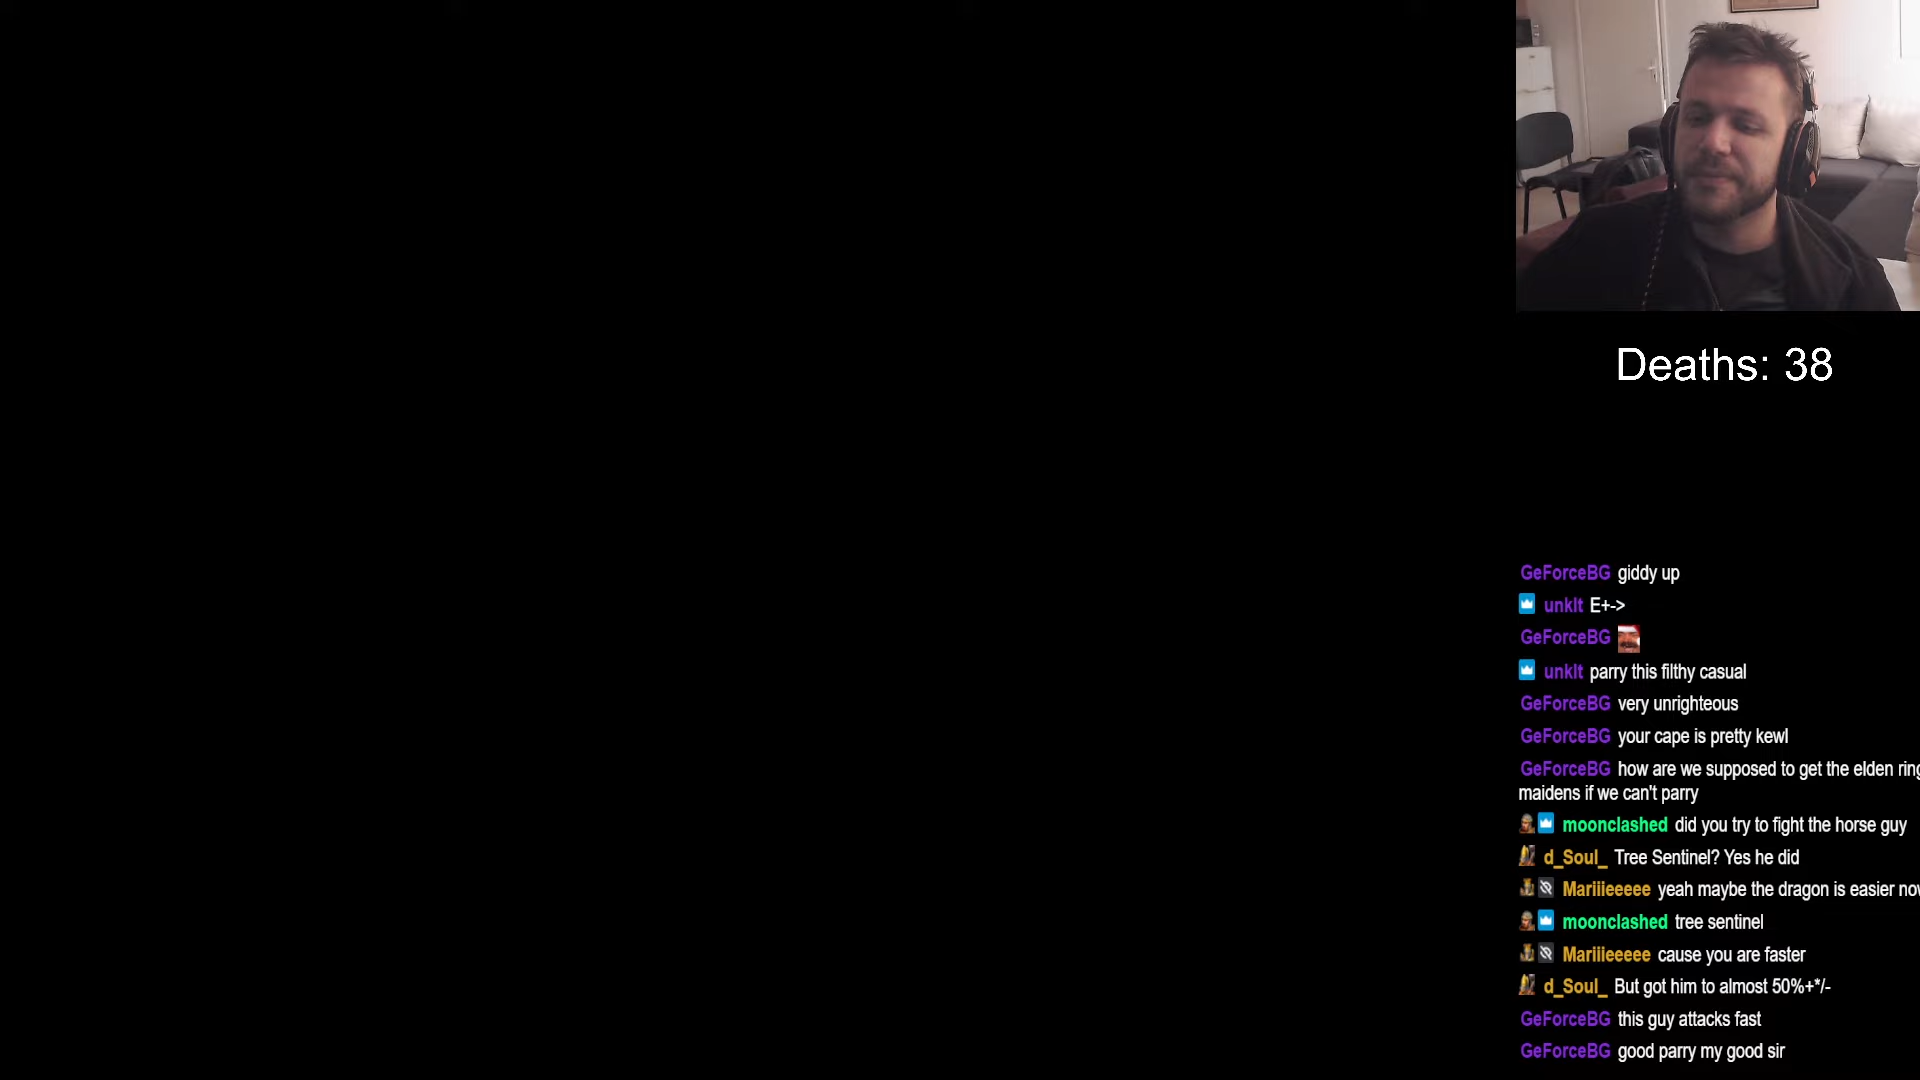 Deaths: 38
GeForceBG giddy up
unklt E+->
GeForceBG
unklt parry this filthy casual
GeForceBG very unrighteous
GeForceBG your cape is pretty kewl
GeForceBG how are we supposed to get the elden ring
maidens if we can't parry
moonclashed did you try to fight the horse guy
d_Soul_ Tree Sentinel? Yes he did
Mariiieeeee yeah maybe the dragon is easier now
moonclashed tree sentinel
Mariiieeeee cause you are faster
d_Soul_ But got him to almost 50%+*/-
GeForceBG this guy attacks fast
GeForceBG good parry my good sir